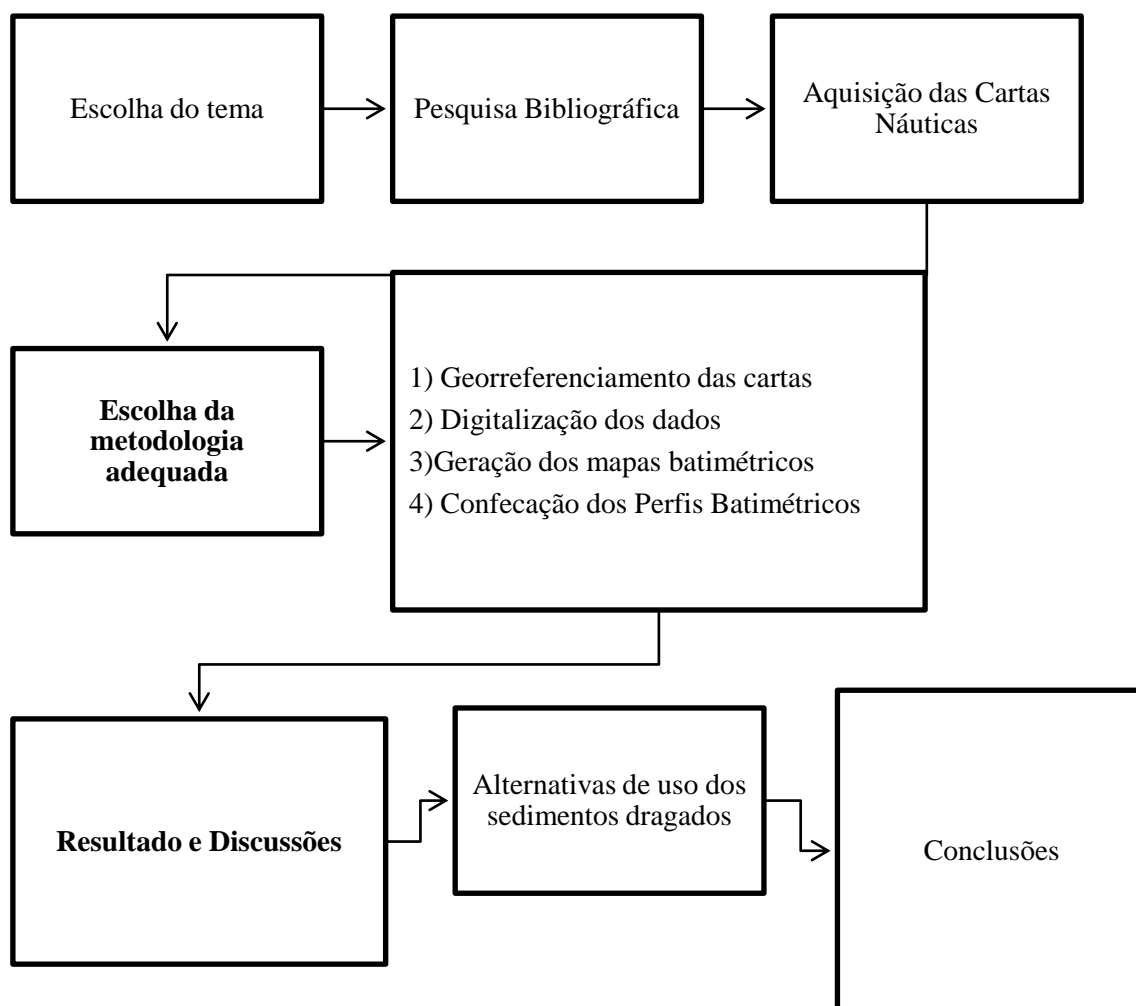 Escolha do tema
Pesquisa Bibliográfica
Aquisição das Cartas
Náuticas
Escolha da
metodologia
adequada
1) Georreferenciamento das cartas
2) Digitalização dos dados
3)Geração dos mapas batimétricos
4) Confecação dos Perfis Batimétricos
Resultado e Discussões
Alternativas de uso dos
sedimentos dragados
Conclusões